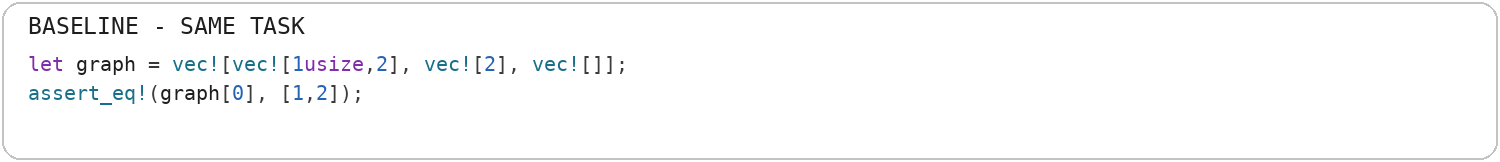 BASELINE - SAME TASK
let graph = vec![vec![1usize,2], vec![2], vec![]];
assert_eq!(graph[0], [1,2]);